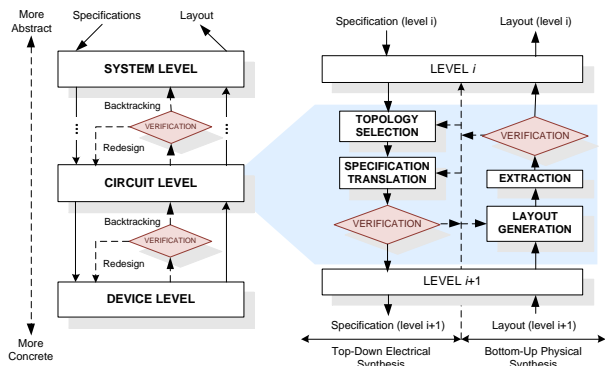 More
Abstract
Specifications
Layout
SYSTEM LEVEL
Backtracking
VERIFICATION
Redesign
CIRCUIT LEVEL
Backtracking
VERIFICATION
Redesign
DEVICE LEVEL
More
Concrete
Specification (level i)
Layout (level i)
LEVEL i
TOPOLOGY
SELECTION
VERIFICATION
SPECIFICATION
TRANSLATION
EXTRACTION
VERIFICATION
LAYOUT
GENERATION
LEVEL i+1
Specification (level i+1)
Layout (level i+1)
Top-Down Electrical
Synthesis
Bottom-Up Physical
Synthesis